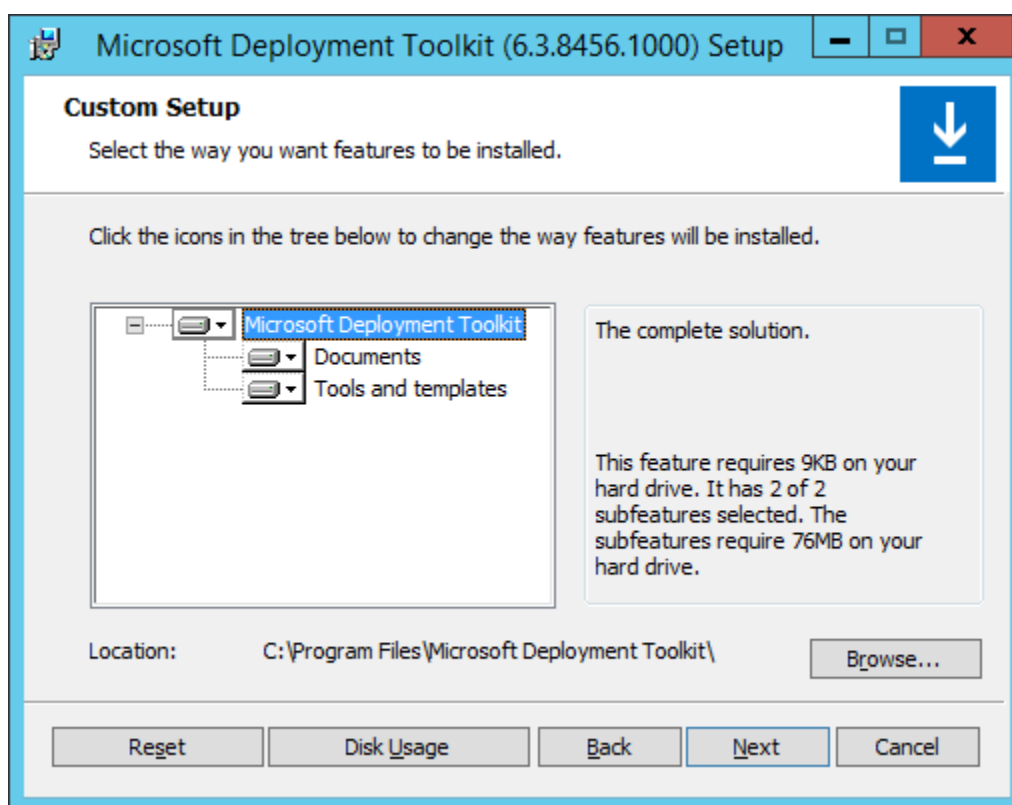 Microsoft Deployment Toolkit (6.3.8456.1000) Setup
Custom Setup
Select the way you want features to be installed.
Click the icons in the tree below to change the way features will be installed.
Microsoft Deployment Toolkit
Documents
Tools and templates
The complete solution.
This feature requires 9KB on your
hard drive. It has 2 of 2
subfeatures selected. The
subfeatures require 76MB on your
hard drive.
Location: C:\Program Files\Microsoft Deployment Toolkit\
Browse...
Reset Disk Usage Back Next Cancel